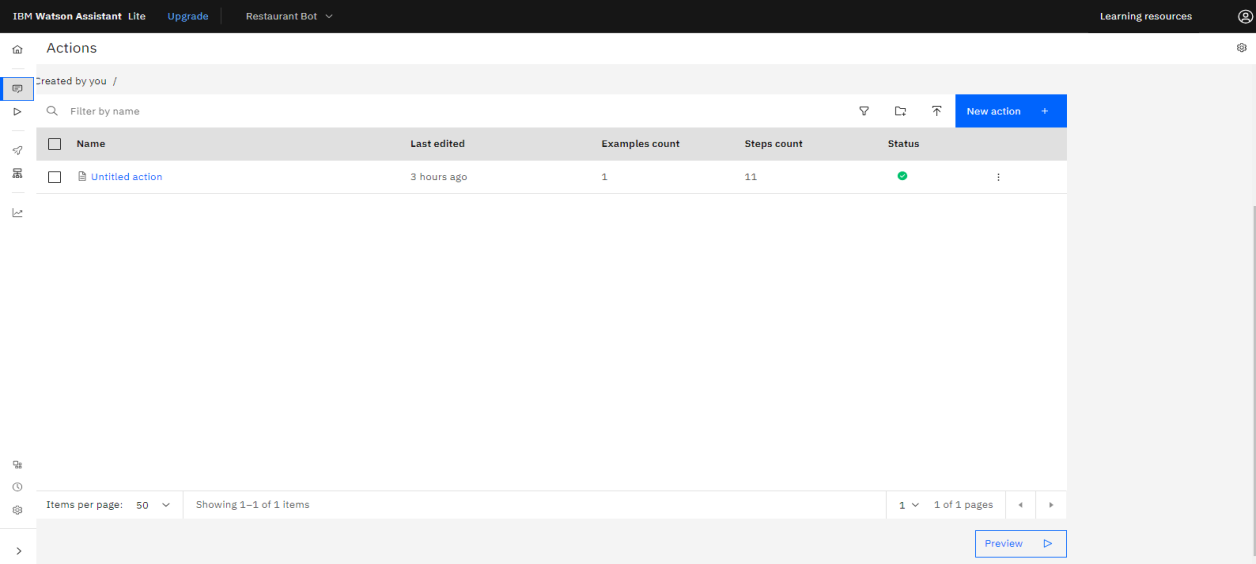 IBM Watson Assistant Lite Upgrade Restaurant Bot Learning resources
Actions
Created by you /
Filter by name New action +
Name Last edited Examples count Steps count Status
Untitled action 3 hours ago 1 11
Items per page: 50 Showing 1–1 of 1 items 1 1 of 1 pages
Preview